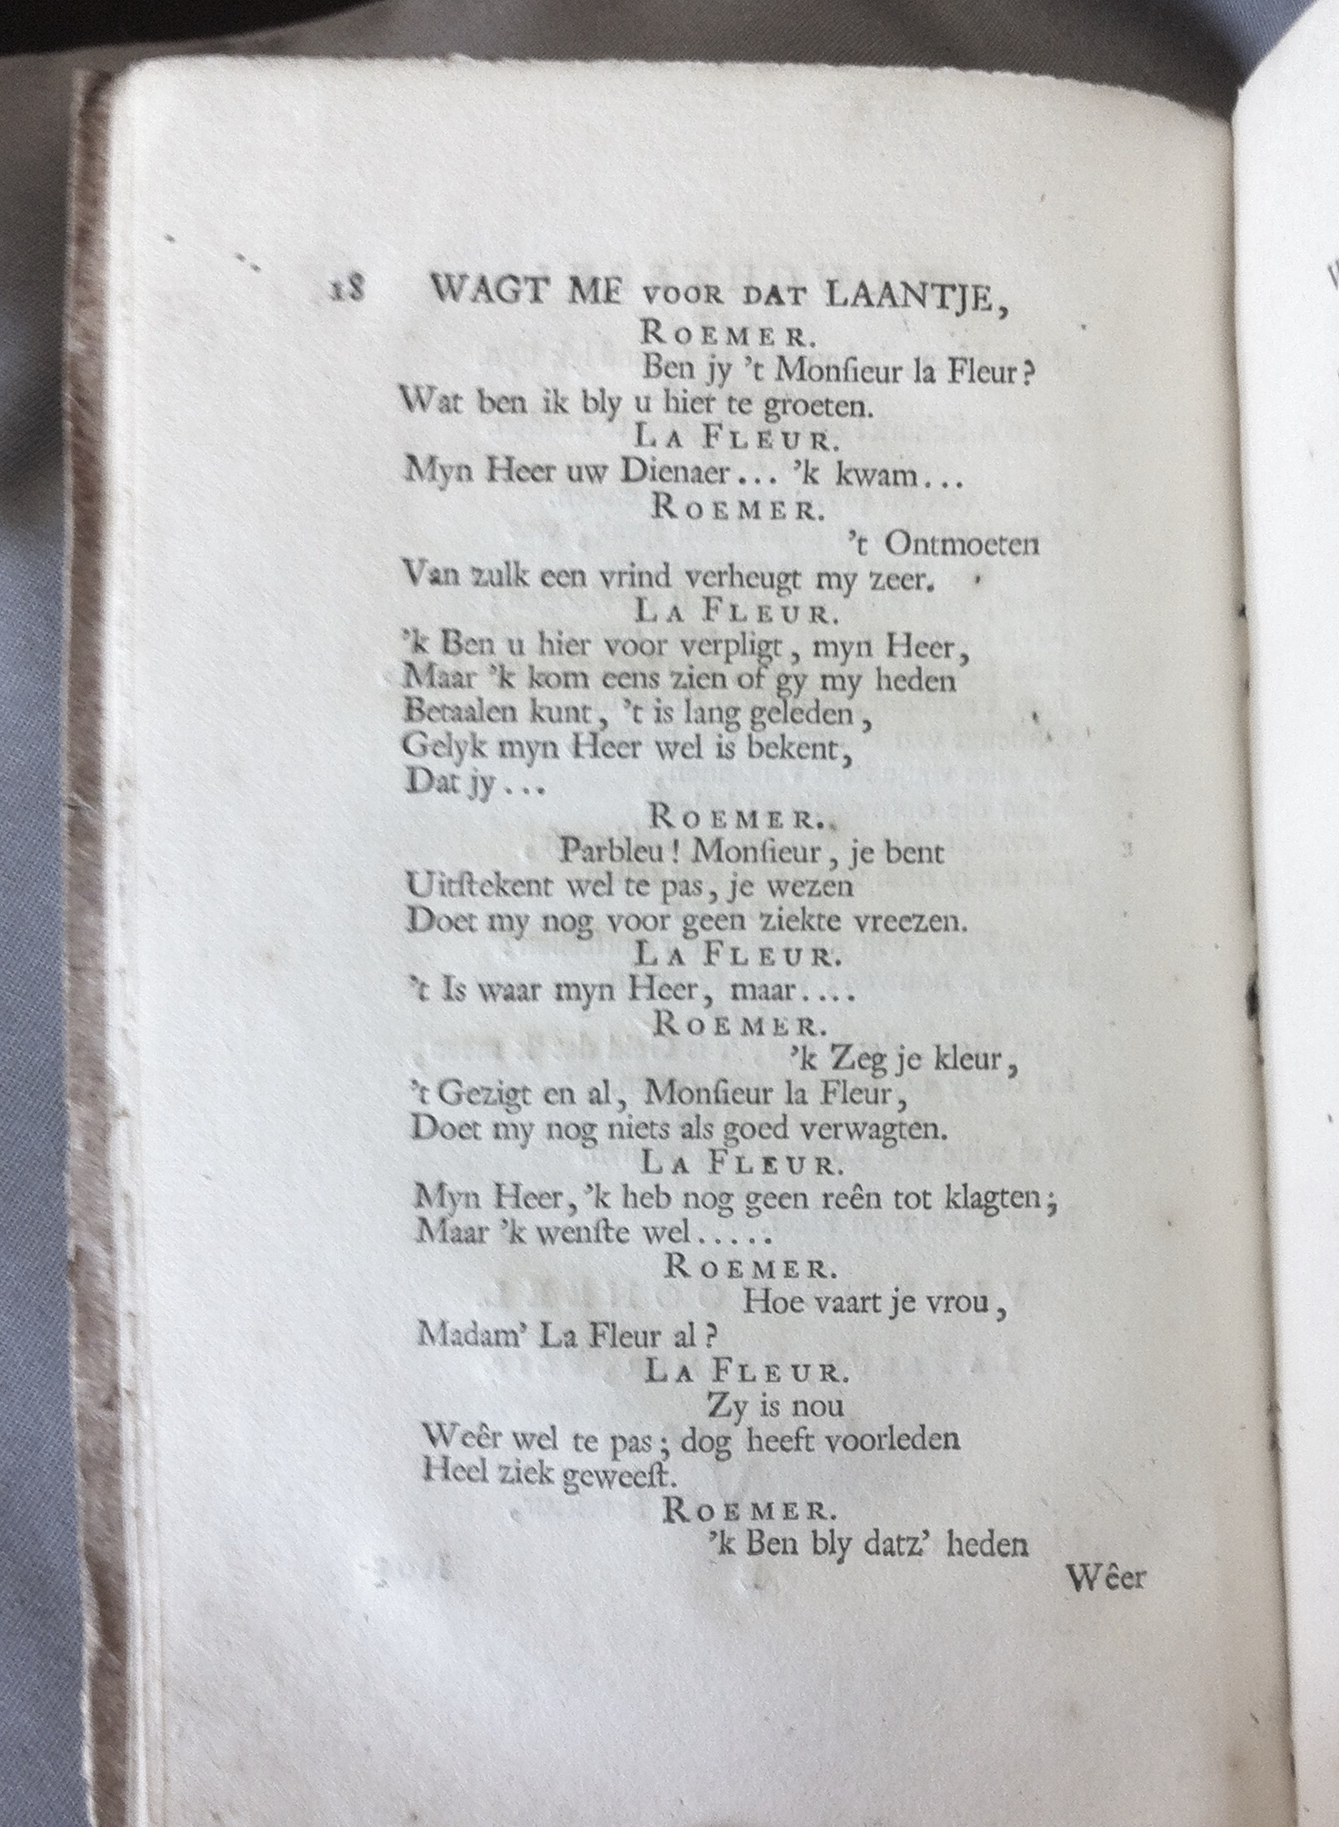 18 WAGT ME VOOR DAT LAANTJE,
ROEMER.
Ben jy 't Monſieur la Fleur?
Wat ben ik bly u hier te groeten.
LA FLEUR.
Myn Heer uw Dienaer... 'k kwam...
ROEMER.
't Ontmoeten
Van zulk een vrind verheugt my zeer.
LA FLEUR.
'k Ben u hier voor verpligt, myn Heer,
Maar 'k kom eens zien of gy my heden
Betaalen kunt, 't is lang geleden,
Gelyk myn Heer wel is bekent,
Dat jy...
ROEMER.
Parbleu! Monſieur, je bent
Uitſtekent wel te pas, je wezen
Doet my nog voor geen ziekte vreezen.
LA FLEUR.
't Is waar myn Heer, maar....
ROEMER.
'k Zeg je kleur,
't Gezigt en al, Monſieur la Fleur,
Doet my nog niets als goed verwagten.
LA FLEUR.
Myn Heer, 'k heb nog geen reên tot klagten;
Maar 'k wenſte wel.....
ROEMER.
Hoe vaart je vrou,
Madam' La Fleur al?
LA FLEUR.
Zy is nou
Weêr wel te pas; dog heeft voorleden
Heel ziek geweeſt.
ROEMER.
'k Ben bly datz' heden
Wêer